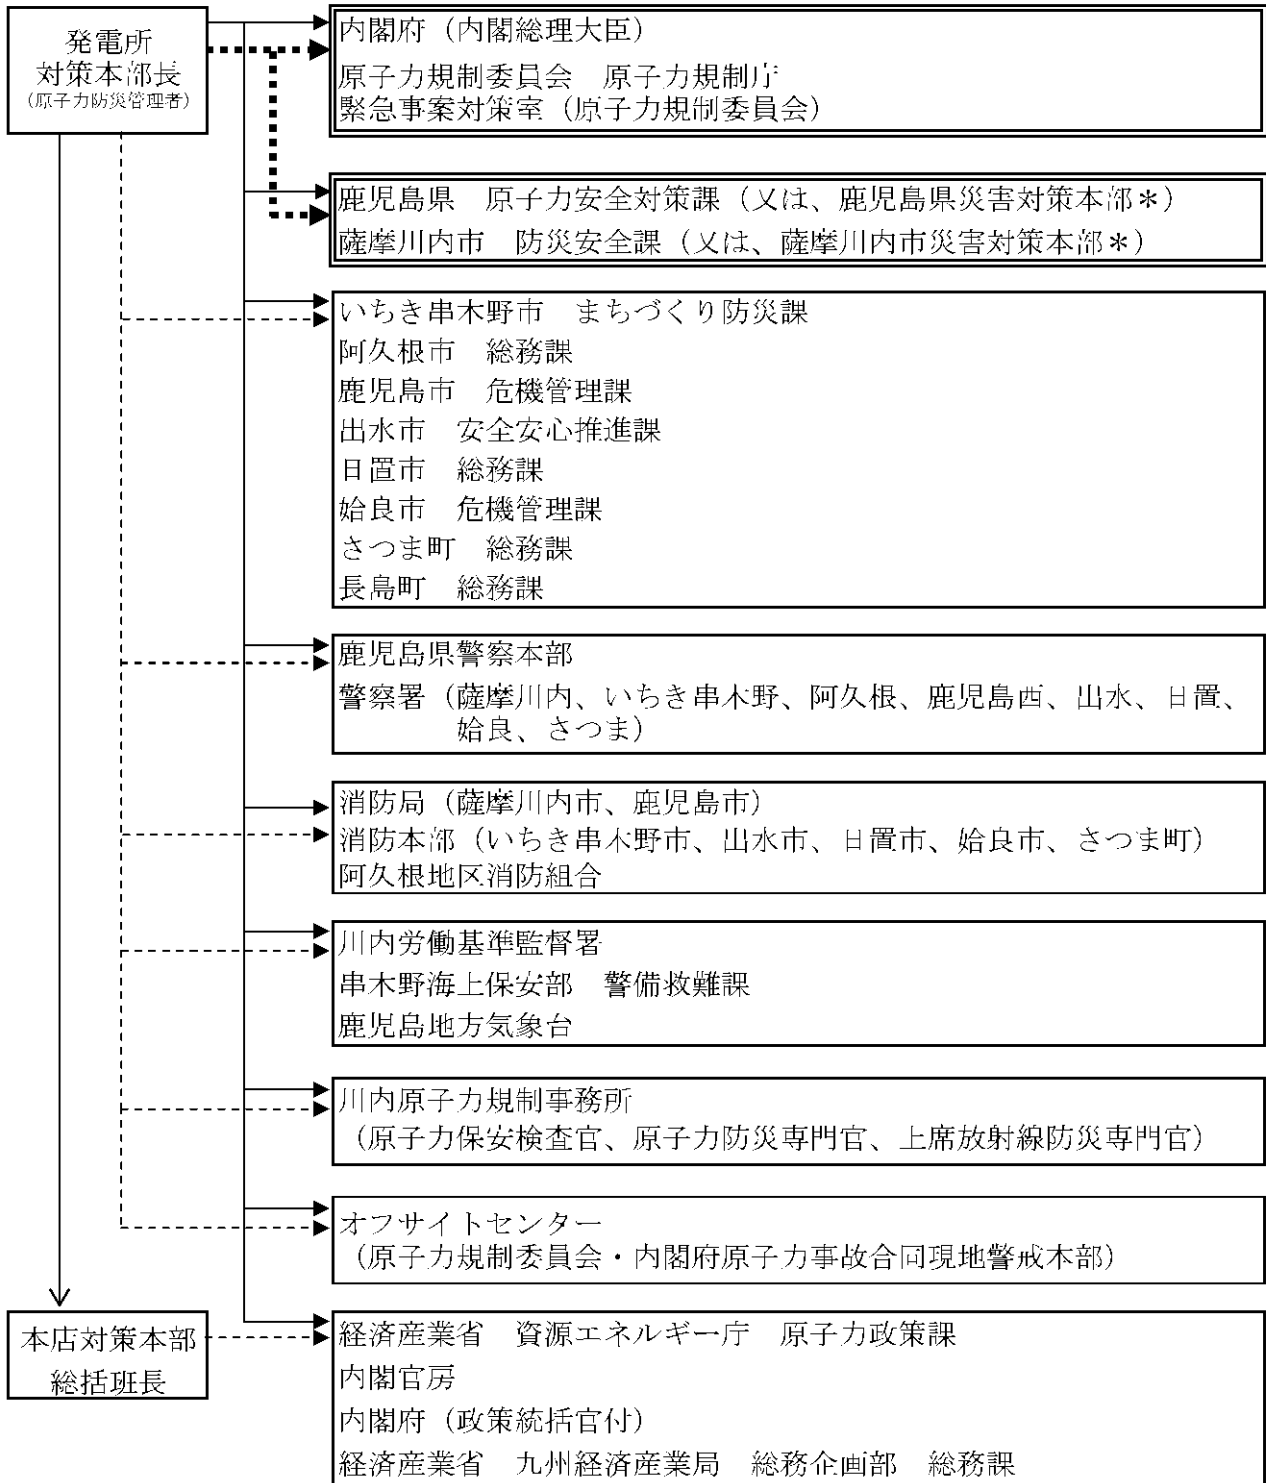 発電所
対策本部長
（原子力防災管理者）
内閣府（内閣総理大臣）
原子力規制委員会　原子力規制庁
緊急事案対策室（原子力規制委員会）
鹿児島県　原子力安全対策課（又は、鹿児島県災害対策本部＊）
薩摩川内市　防災安全課（又は、薩摩川内市災害対策本部＊）
いちき串木野市　まちづくり防災課
阿久根市　総務課
鹿児島市　危機管理課
出水市　安全安心推進課
日置市　総務課
姶良市　危機管理課
さつま町　総務課
長島町　総務課
鹿児島県警察本部
警察署（薩摩川内、いちき串木野、阿久根、鹿児島西、出水、日置、
姶良、さつま）
消防局（薩摩川内市、鹿児島市）
消防本部（いちき串木野市、出水市、日置市、姶良市、さつま町）
阿久根地区消防組合
川内労働基準監督署
串木野海上保安部　警備救難課
鹿児島地方気象台
川内原子力規制事務所
（原子力保安検査官、原子力防災専門官、上席放射線防災専門官）
オフサイトセンター
（原子力規制委員会・内閣府原子力事故合同現地警戒本部）
本店対策本部
総括班長
経済産業省　資源エネルギー庁　原子力政策課
内閣官房
内閣府（政策統括官付）
経済産業省　九州経済産業局　総務企画部　総務課